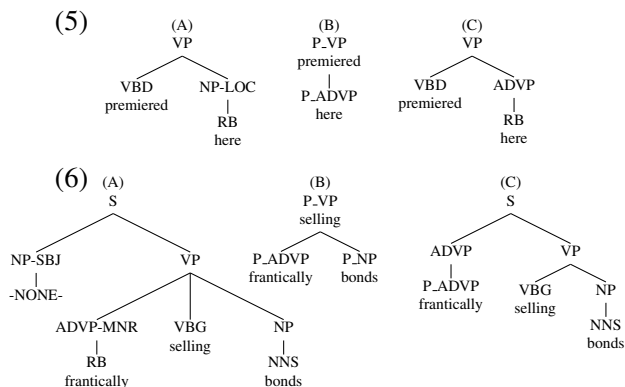 (5) (A) (B) (C)
VP P_VP VP
premiered
VBD NP-LOC P_ADVP VBD ADVP
premiered here premiered
RB RB
here here
(6) (A) (B) (C)
S P_VP S
selling
NP-SBJ VP P_ADVP P_NP ADVP VP
frantically bonds
-NONE- P_ADVP VBG NP
frantically selling
ADVP-MNR VBG NP NNS
selling bonds
RB NNS
frantically bonds